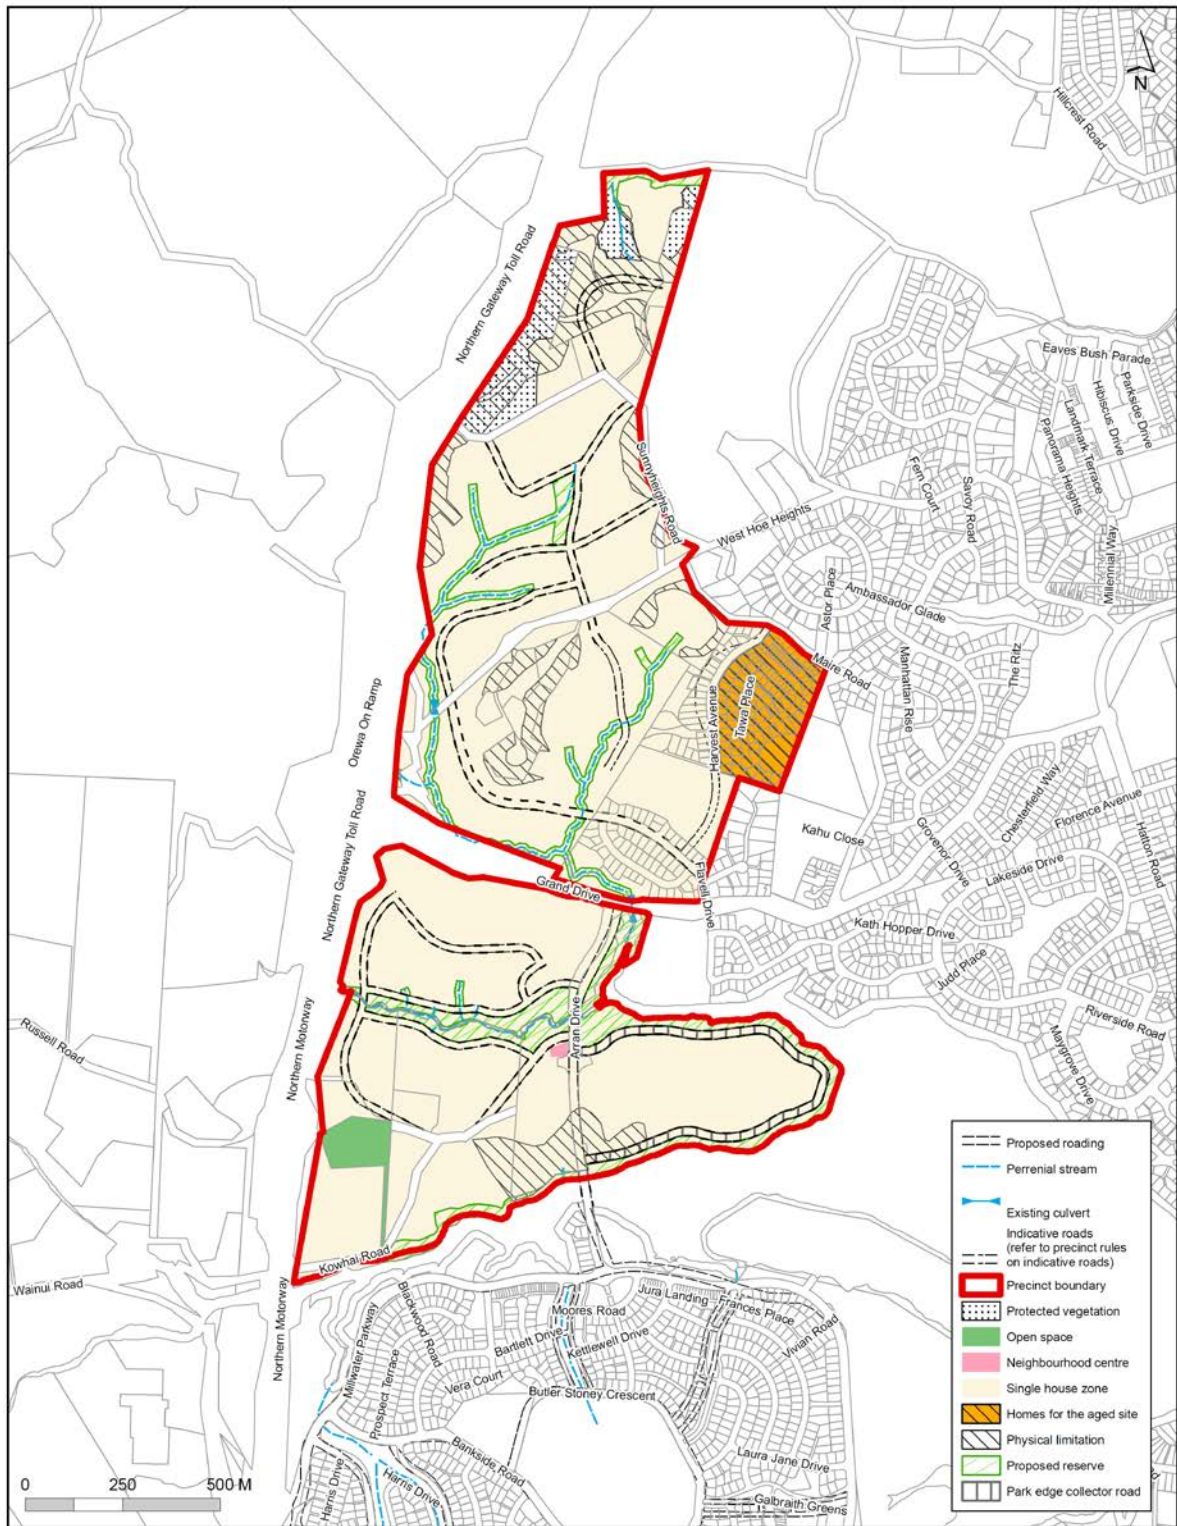 N
Hillcrest Road
Northern Gateway Toll Road
Eaves Bush Parade
Parkside Drive
Hibiscus Drive
Landmark Terrace
Panorama Heights
Sunnyheights Road
Fern Court
Savoy Road
West Hoe Heights
Millennial Way
Astor Place
Ambassador Glade
Maire Road
Manhattan Rise
The Ritz
Tawa Place
Harvest Avenue
Orewa On Ramp
Northern Gateway Toll Road
Chesterfield Way
Florence Avenue
Hatton Road
Kahu Close
Grovenor Drive
Lakeside Drive
Flavell Drive
Grand Drive
Kath Hopper Drive
Judd Place
Riverside Road
Maygrove Drive
Russell Road
Northern Motorway
Arran Drive
Kowhai Road
Wainui Road
Northern Motorway
Millwater Parkway
Blackwood Road
Prospect Terrace
Moores Road
Jura Landing
Frances Place
Vivian Road
Bartlett Drive
Kettlewell Drive
Vera Court
Butler Stoney Crescent
Bankside Road
Laura Jane Drive
Galbraith Greens
Harris Drive
Harris Drive
0 250 500 M
Proposed roading
Perrenial stream
Existing culvert
Indicative roads
(refer to precinct rules
on indicative roads)
Precinct boundary
Protected vegetation
Open space
Neighbourhood centre
Single house zone
Homes for the aged site
Physical limitation
Proposed reserve
Park edge collector road